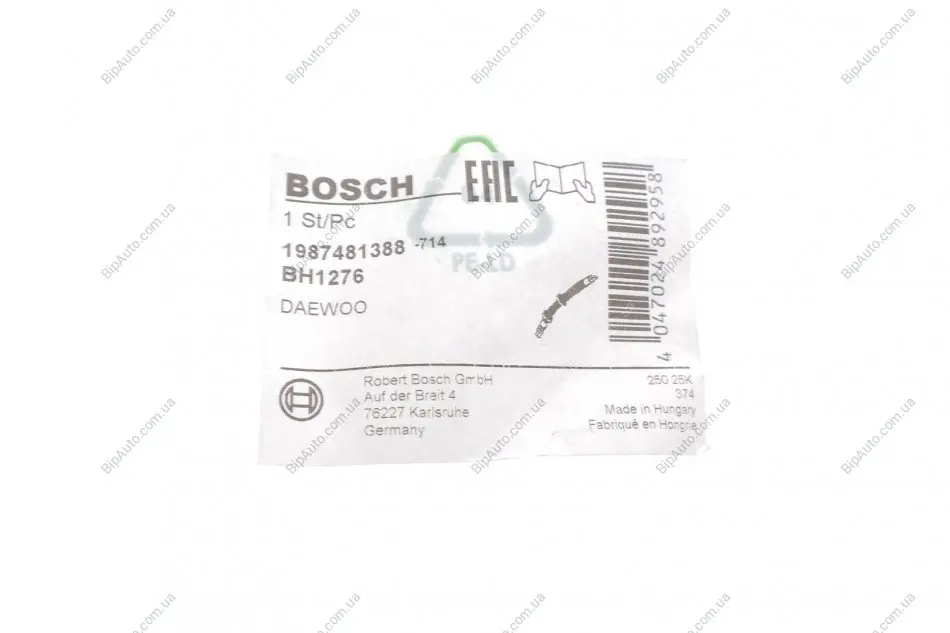 BOSCH
EAC
1 St/Pc
1987481388 -714
BH1276
PE-LD
DAEWOO
4 047024 892958
Robert Bosch GmbH
Auf der Breit 4
76227 Karlsruhe
Germany
250 25K
374
Made in Hungary
Fabriqué en Hongrie
BipAuto.com.ua